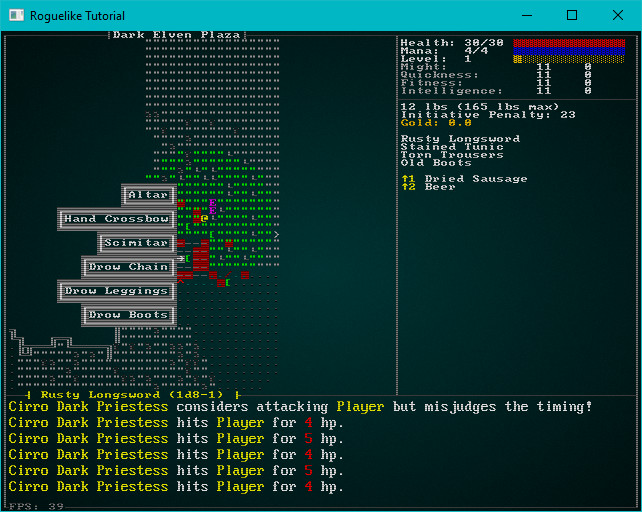 Roguelike Tutorial
Dark Elven Plaza
Health: 30/30
Mana: 4/4
Level: 1
Might: 11 0
Quickness: 11 0
Fitness: 11 0
Intelligence: 11 0
12 lbs (165 lbs max)
Initiative Penalty: 23
Gold: 0.0
Rusty Longsword
Stained Tunic
Torn Trousers
Old Boots
↑1 Dried Sausage
↑2 Beer
Altar
Hand Crossbow
Scimitar
Drow Chain
Drow Leggings
Drow Boots
Rusty Longsword (1d8-1)
Cirro Dark Priestess considers attacking Player but misjudges the timing!
Cirro Dark Priestess hits Player for 4 hp.
Cirro Dark Priestess hits Player for 5 hp.
Cirro Dark Priestess hits Player for 4 hp.
Cirro Dark Priestess hits Player for 5 hp.
Cirro Dark Priestess hits Player for 4 hp.
FPS: 39